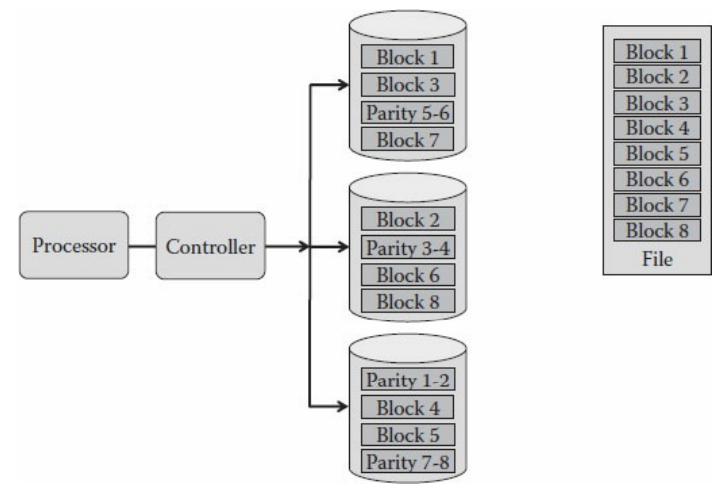 Processor
Controller
Block 1
Block 3
Parity 5-6
Block 7
Block 2
Parity 3-4
Block 6
Block 8
Parity 1-2
Block 4
Block 5
Parity 7-8
Block 1
Block 2
Block 3
Block 4
Block 5
Block 6
Block 7
Block 8
File